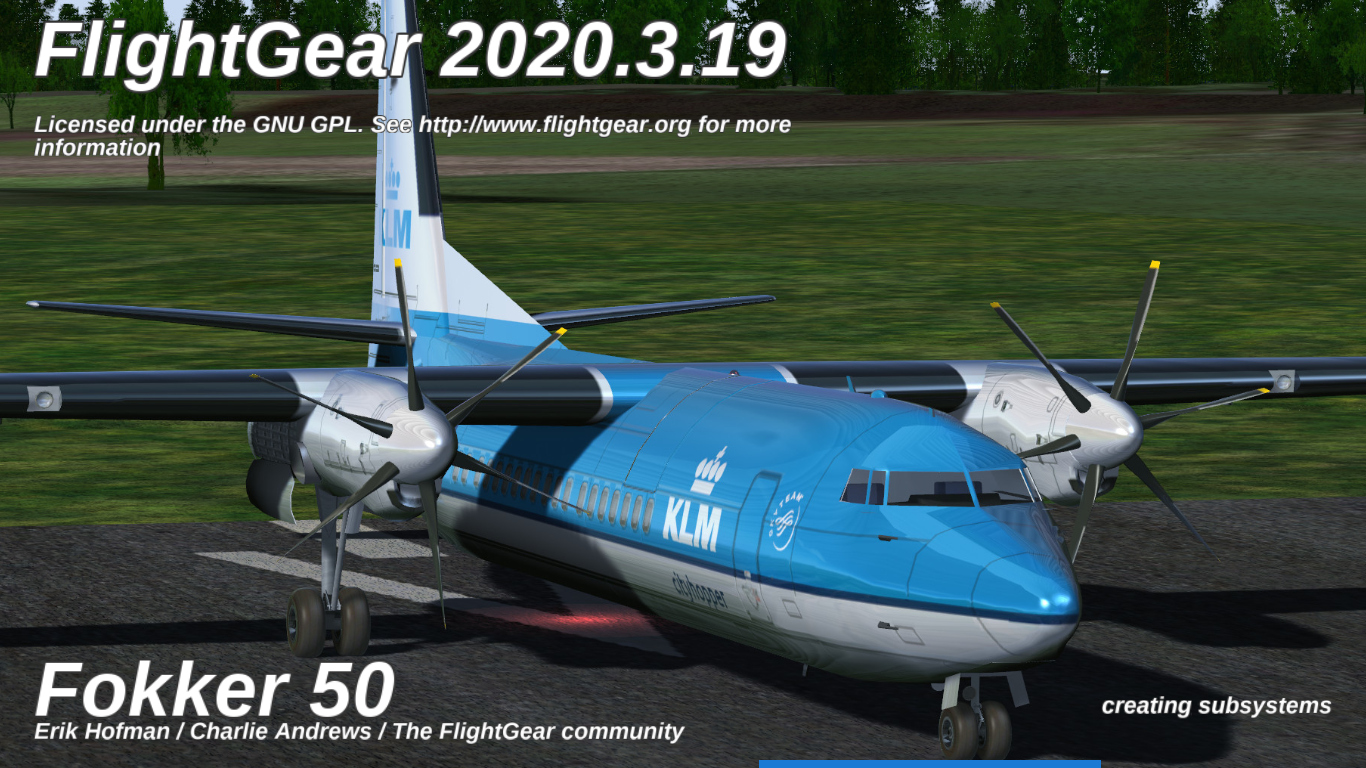 FlightGear 2020.3.19
Licensed under the GNU GPL. See http://www.flightgear.org for more
information
KLM
KLM
SKYTEAM
cityhopper
Fokker 50
Erik Hofman / Charlie Andrews / The FlightGear community
creating subsystems